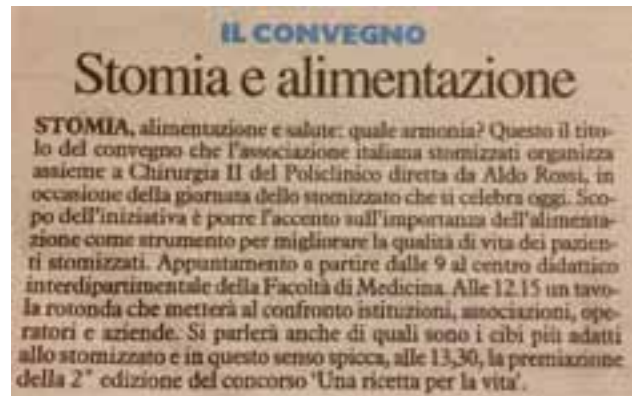 IL CONVEGNO
Stomia e alimentazione
STOMIA, alimentazione e salute: quale armonia? Questo il tito-
lo del convegno che l'associazione italiana stomizzati organizza
assieme a Chirurgia II del Policlinico diretta da Aldo Rossi, in
occasione della giornata dello stomizzato che si celebra oggi. Sco-
po dell'iniziativa è porre l'accento sull'importanza dell'alimenta-
zione come strumento per migliorare la qualità di vita dei pazien-
ti stomizzati. Appuntamento a partire dalle 9 al centro didattico
interdipartimentale della Facoltà di Medicina. Alle 12.15 un tavo-
la rotonda che metterà al confronto istituzioni, associazioni, ope-
ratori e aziende. Si parlerà anche di quali sono i cibi più adatti
allo stomizzato e in questo senso spicca, alle 13,30, la premiazione
della 2° edizione del concorso 'Una ricetta per la vita'.